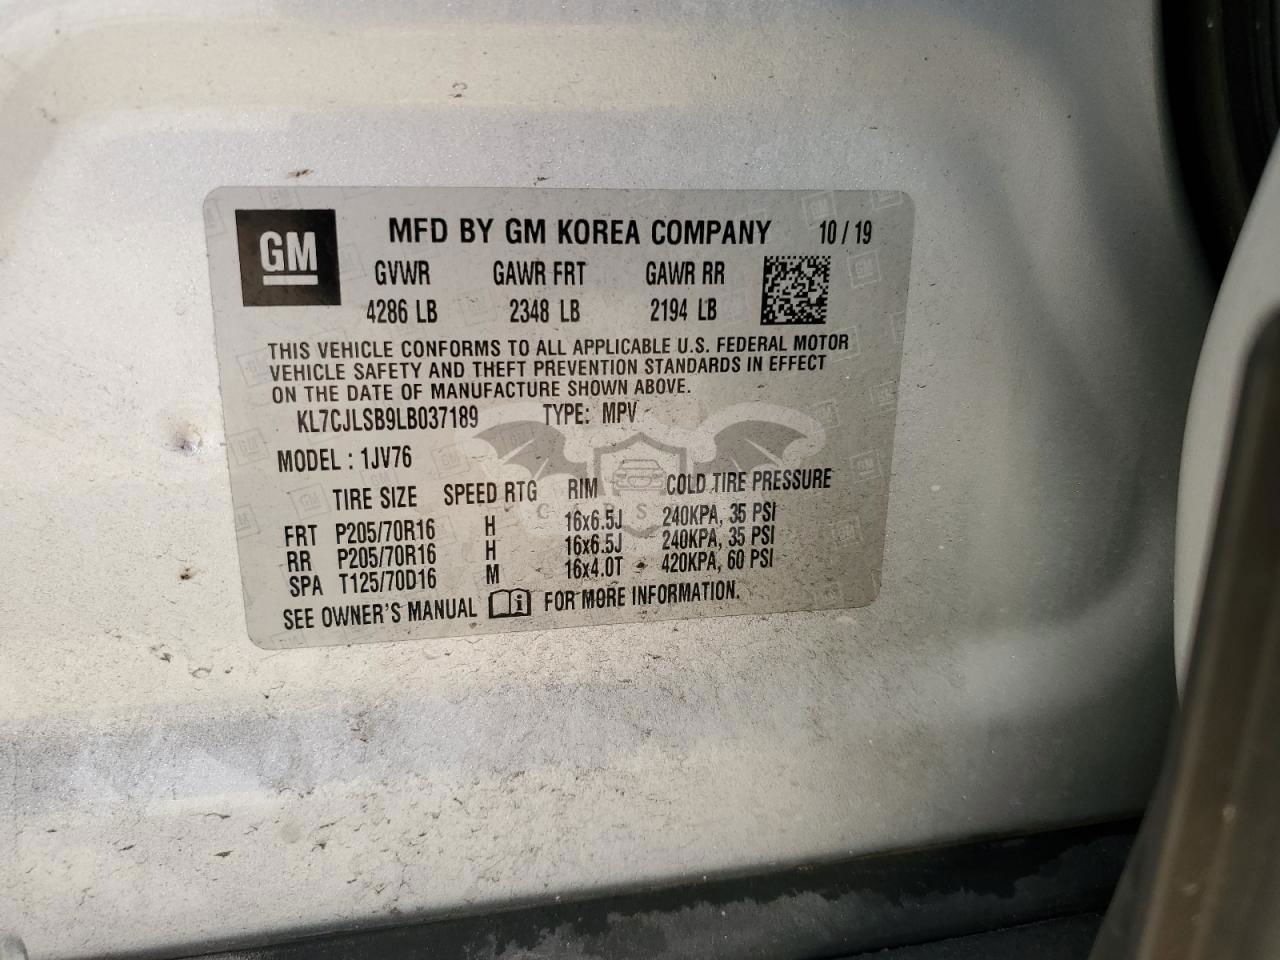 GM MFD BY GM KOREA COMPANY 10 / 19
GVWR GAWR FRT GAWR RR
4286 LB 2348 LB 2194 LB
THIS VEHICLE CONFORMS TO ALL APPLICABLE U.S. FEDERAL MOTOR
VEHICLE SAFETY AND THEFT PREVENTION STANDARDS IN EFFECT
ON THE DATE OF MANUFACTURE SHOWN ABOVE.
KL7CJLSB9LB037189 TYPE: MPV
MODEL : 1JV76
TIRE SIZE SPEED RTG RIM COLD TIRE PRESSURE
FRT P205/70R16 H 16x6.5J 240KPA, 35 PSI
RR P205/70R16 H 16x6.5J 240KPA, 35 PSI
SPA T125/70D16 M 16x4.0T 420KPA, 60 PSI
SEE OWNER'S MANUAL FOR MORE INFORMATION.